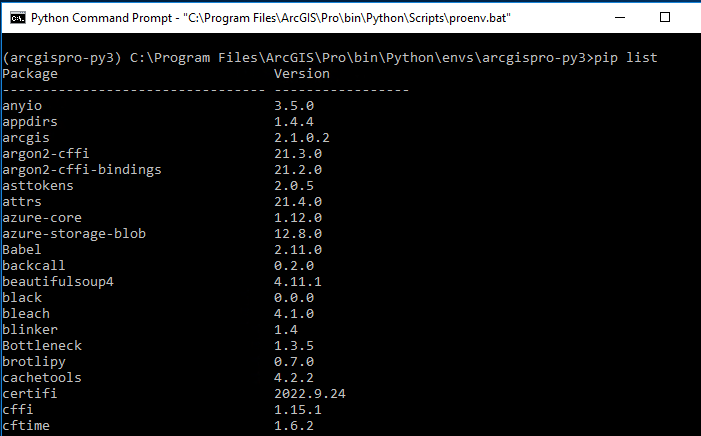 Python Command Prompt - "C:\Program Files\ArcGIS\Pro\bin\Python\Scripts\proenv.bat"
(arcgispro-py3) C:\Program Files\ArcGIS\Pro\bin\Python\envs\arcgispro-py3>pip list
Package                           Version
--------------------------------- -----------------
anyio                             3.5.0
appdirs                           1.4.4
arcgis                            2.1.0.2
argon2-cffi                       21.3.0
argon2-cffi-bindings              21.2.0
asttokens                         2.0.5
attrs                             21.4.0
azure-core                        1.12.0
azure-storage-blob                12.8.0
Babel                             2.11.0
backcall                          0.2.0
beautifulsoup4                    4.11.1
black                             0.0.0
bleach                            4.1.0
blinker                           1.4
Bottleneck                        1.3.5
brotlipy                          0.7.0
cachetools                        4.2.2
certifi                           2022.9.24
cffi                              1.15.1
cftime                            1.6.2